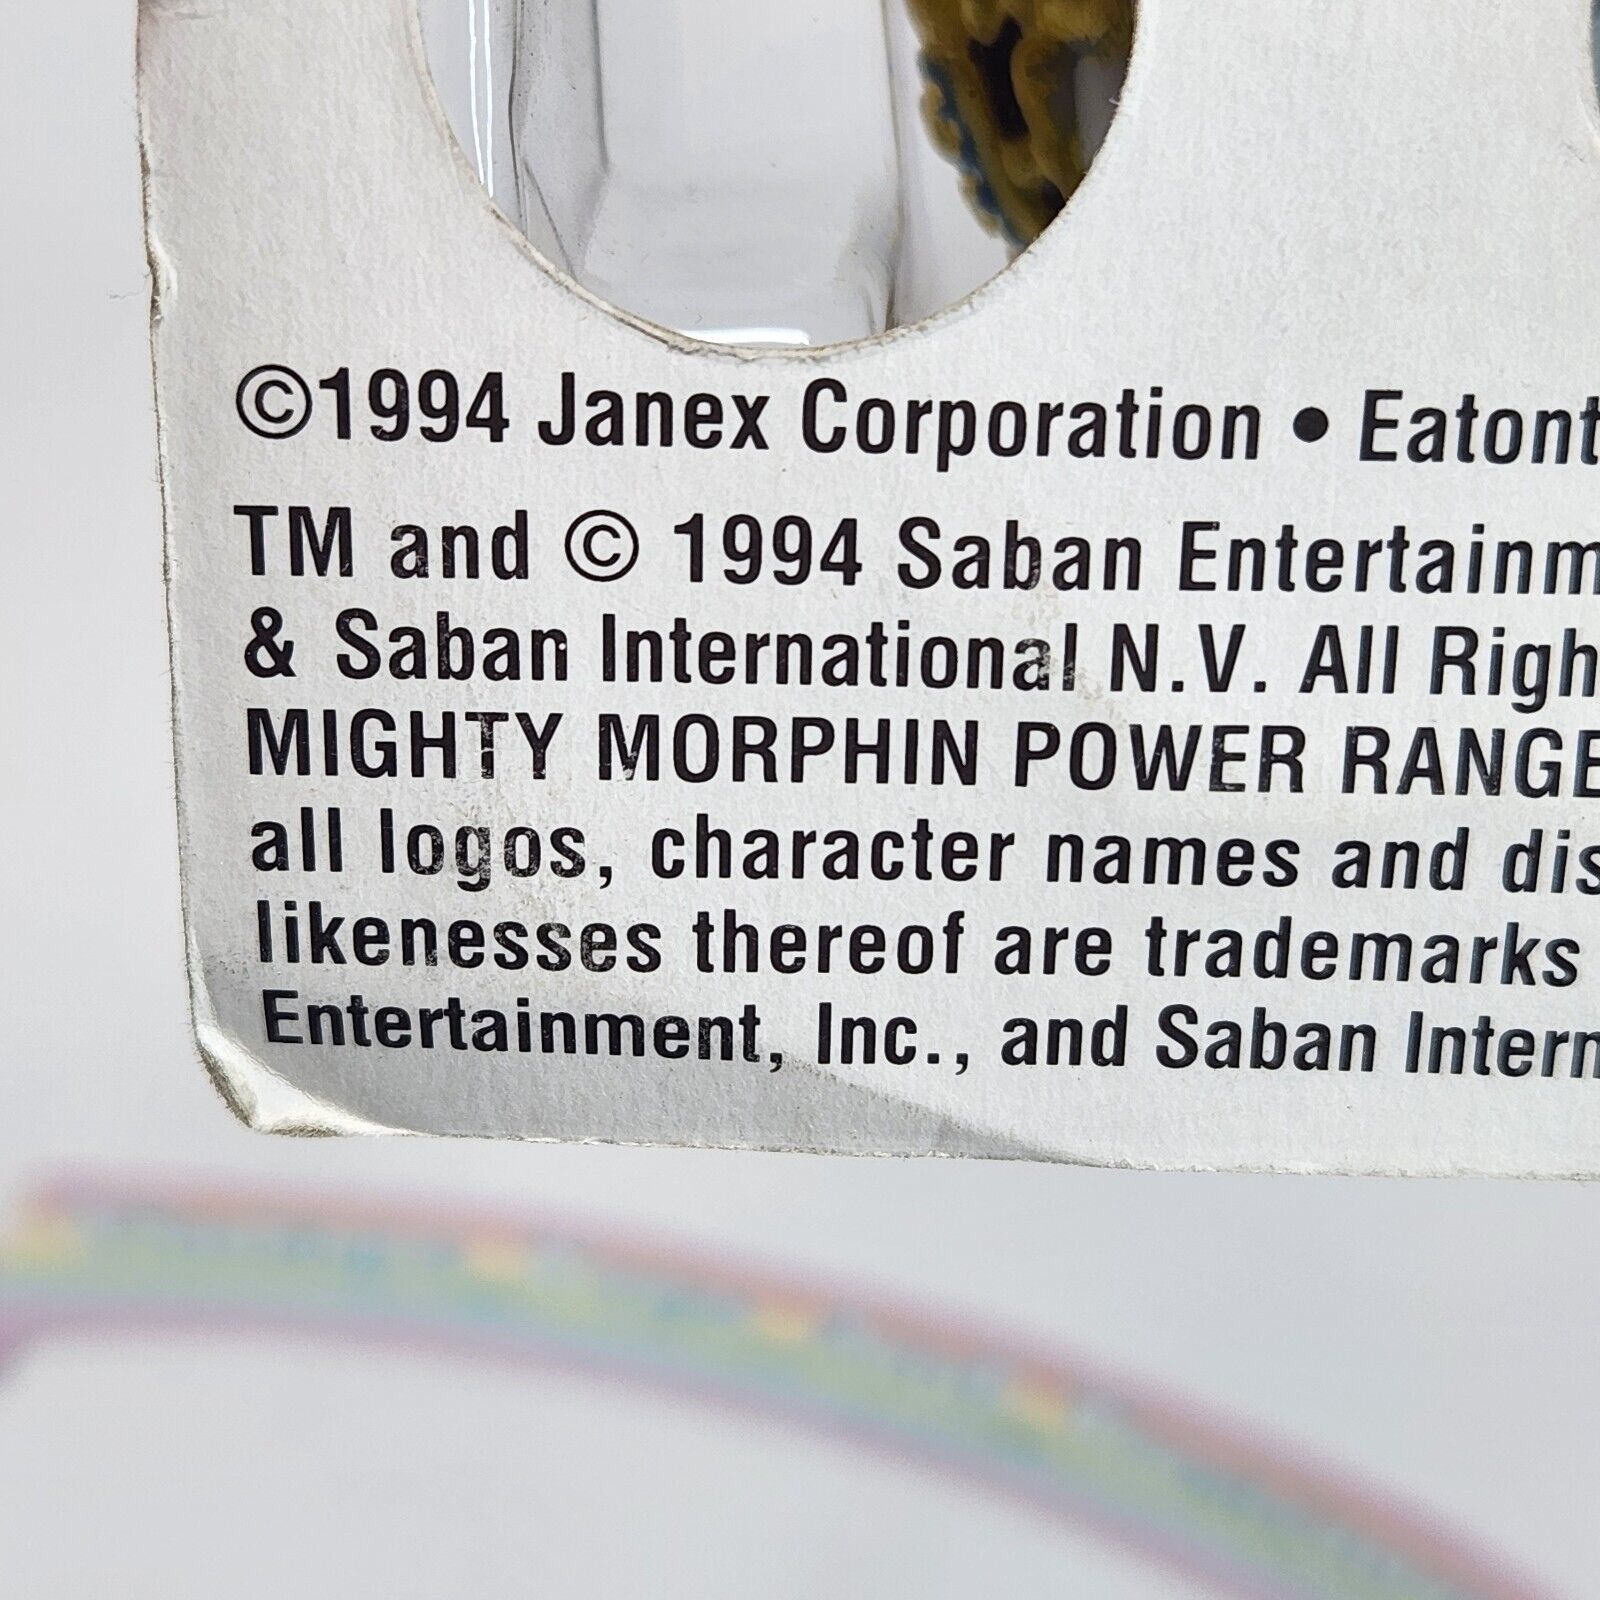 ©1994 Janex Corporation • Eatont
TM and © 1994 Saban Entertainm
& Saban International N.V. All Righ
MIGHTY MORPHIN POWER RANGE
all logos, character names and dis
likenesses thereof are trademarks
Entertainment, Inc., and Saban Intern